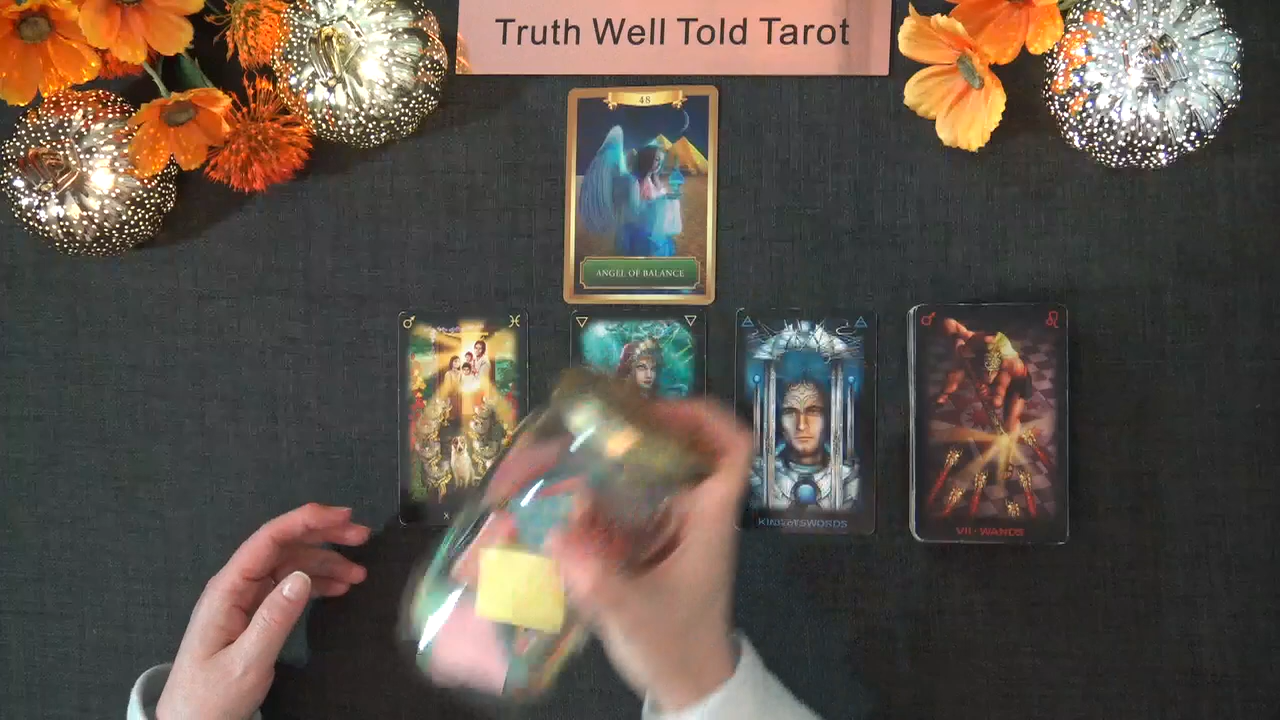 Truth Well Told Tarot
48
ANGEL OF BALANCE
X
KING OF SWORDS
VII · WANDS